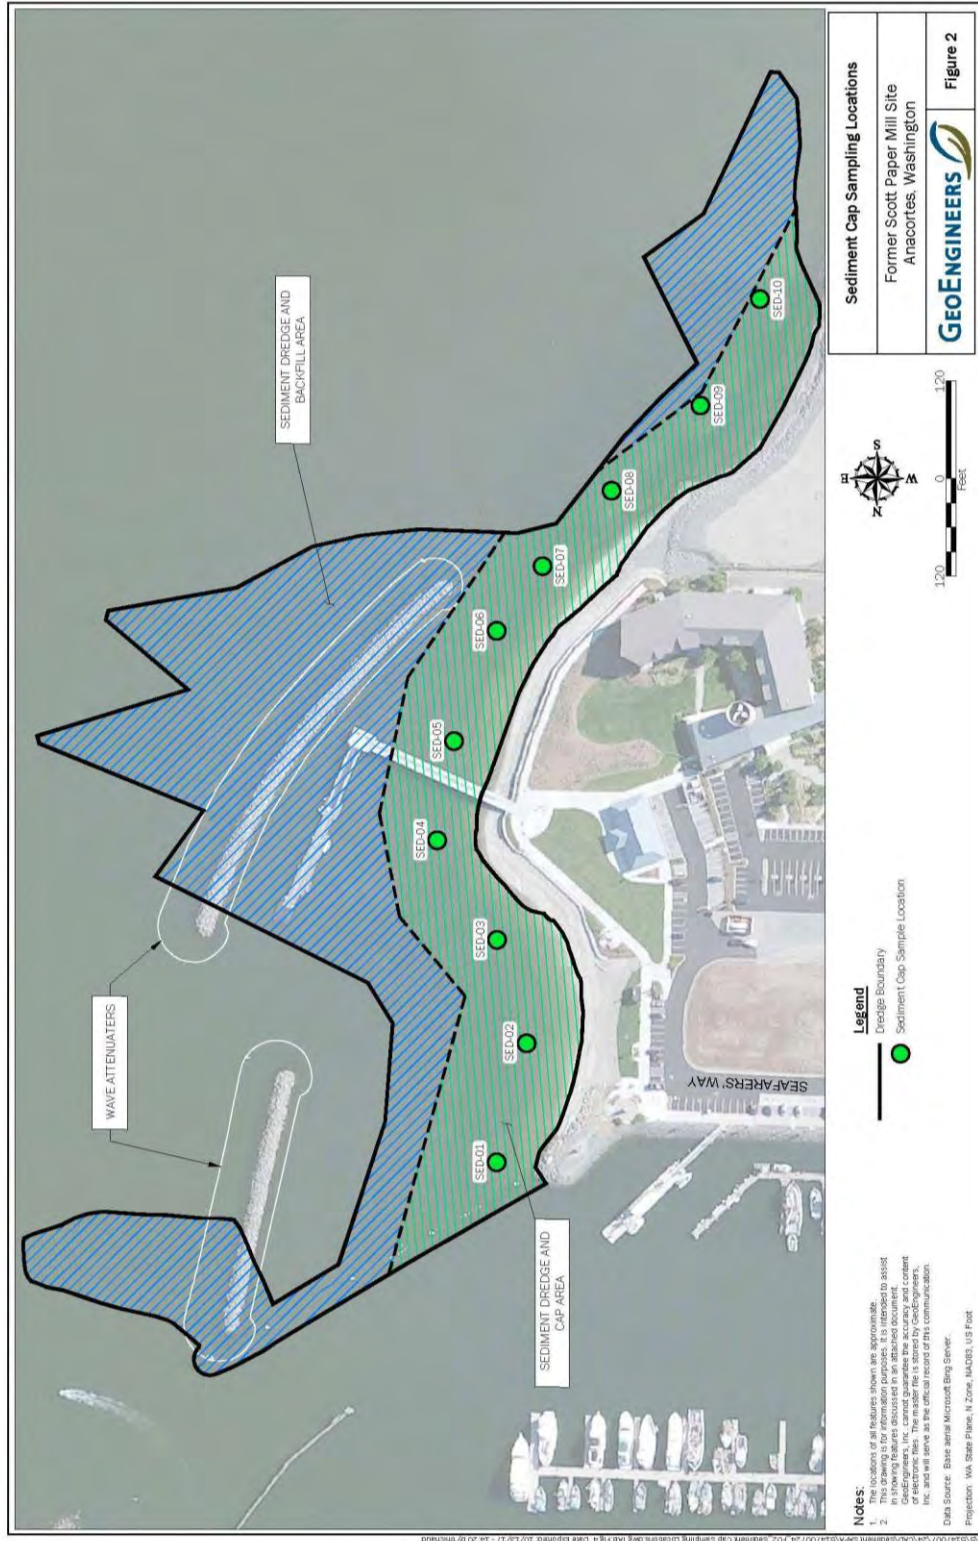 WAVE ATTENUATERS
SEDIMENT DREDGE AND
BACKFILL AREA
SEDIMENT DREDGE AND
CAP AREA
SED-01
SED-02
SED-03
SED-04
SED-05
SED-06
SED-07
SED-08
SED-09
SED-10
SEAFARERS' WAY
Notes:
1. The locations of all features shown are approximate.
2. This drawing is for information purposes. It is intended to assist
in showing features discussed in an attached document.
GeoEngineers, Inc. cannot guarantee the accuracy and content
of electronic files. The master file is stored by GeoEngineers,
Inc. and will serve as the official record of this communication.
Data Source: Base aerial Microsoft Bing Server.
Projection: WA State Plane, N Zone, NAD83, US Foot
Legend
Dredge Boundary
Sediment Cap Sample Location
N
E
S
W
120
0
120
Feet
Sediment Cap Sampling Locations
Former Scott Paper Mill Site
Anacortes, Washington
GEOENGINEERS
Figure 2